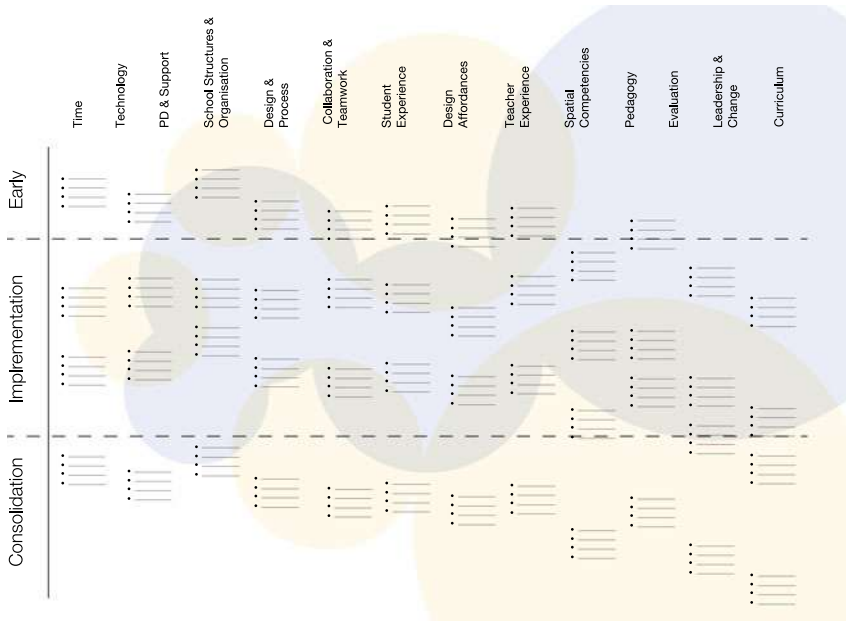 Time
Technology
PD & Support
School Structures &
Organisation
Design &
Process
Collaboration &
Teamwork
Student
Experience
Design
Affordances
Teacher
Experience
Spatial
Competencies
Pedagogy
Evaluation
Leadership &
Change
Curriculum
Early
Implrementation
Consolidation